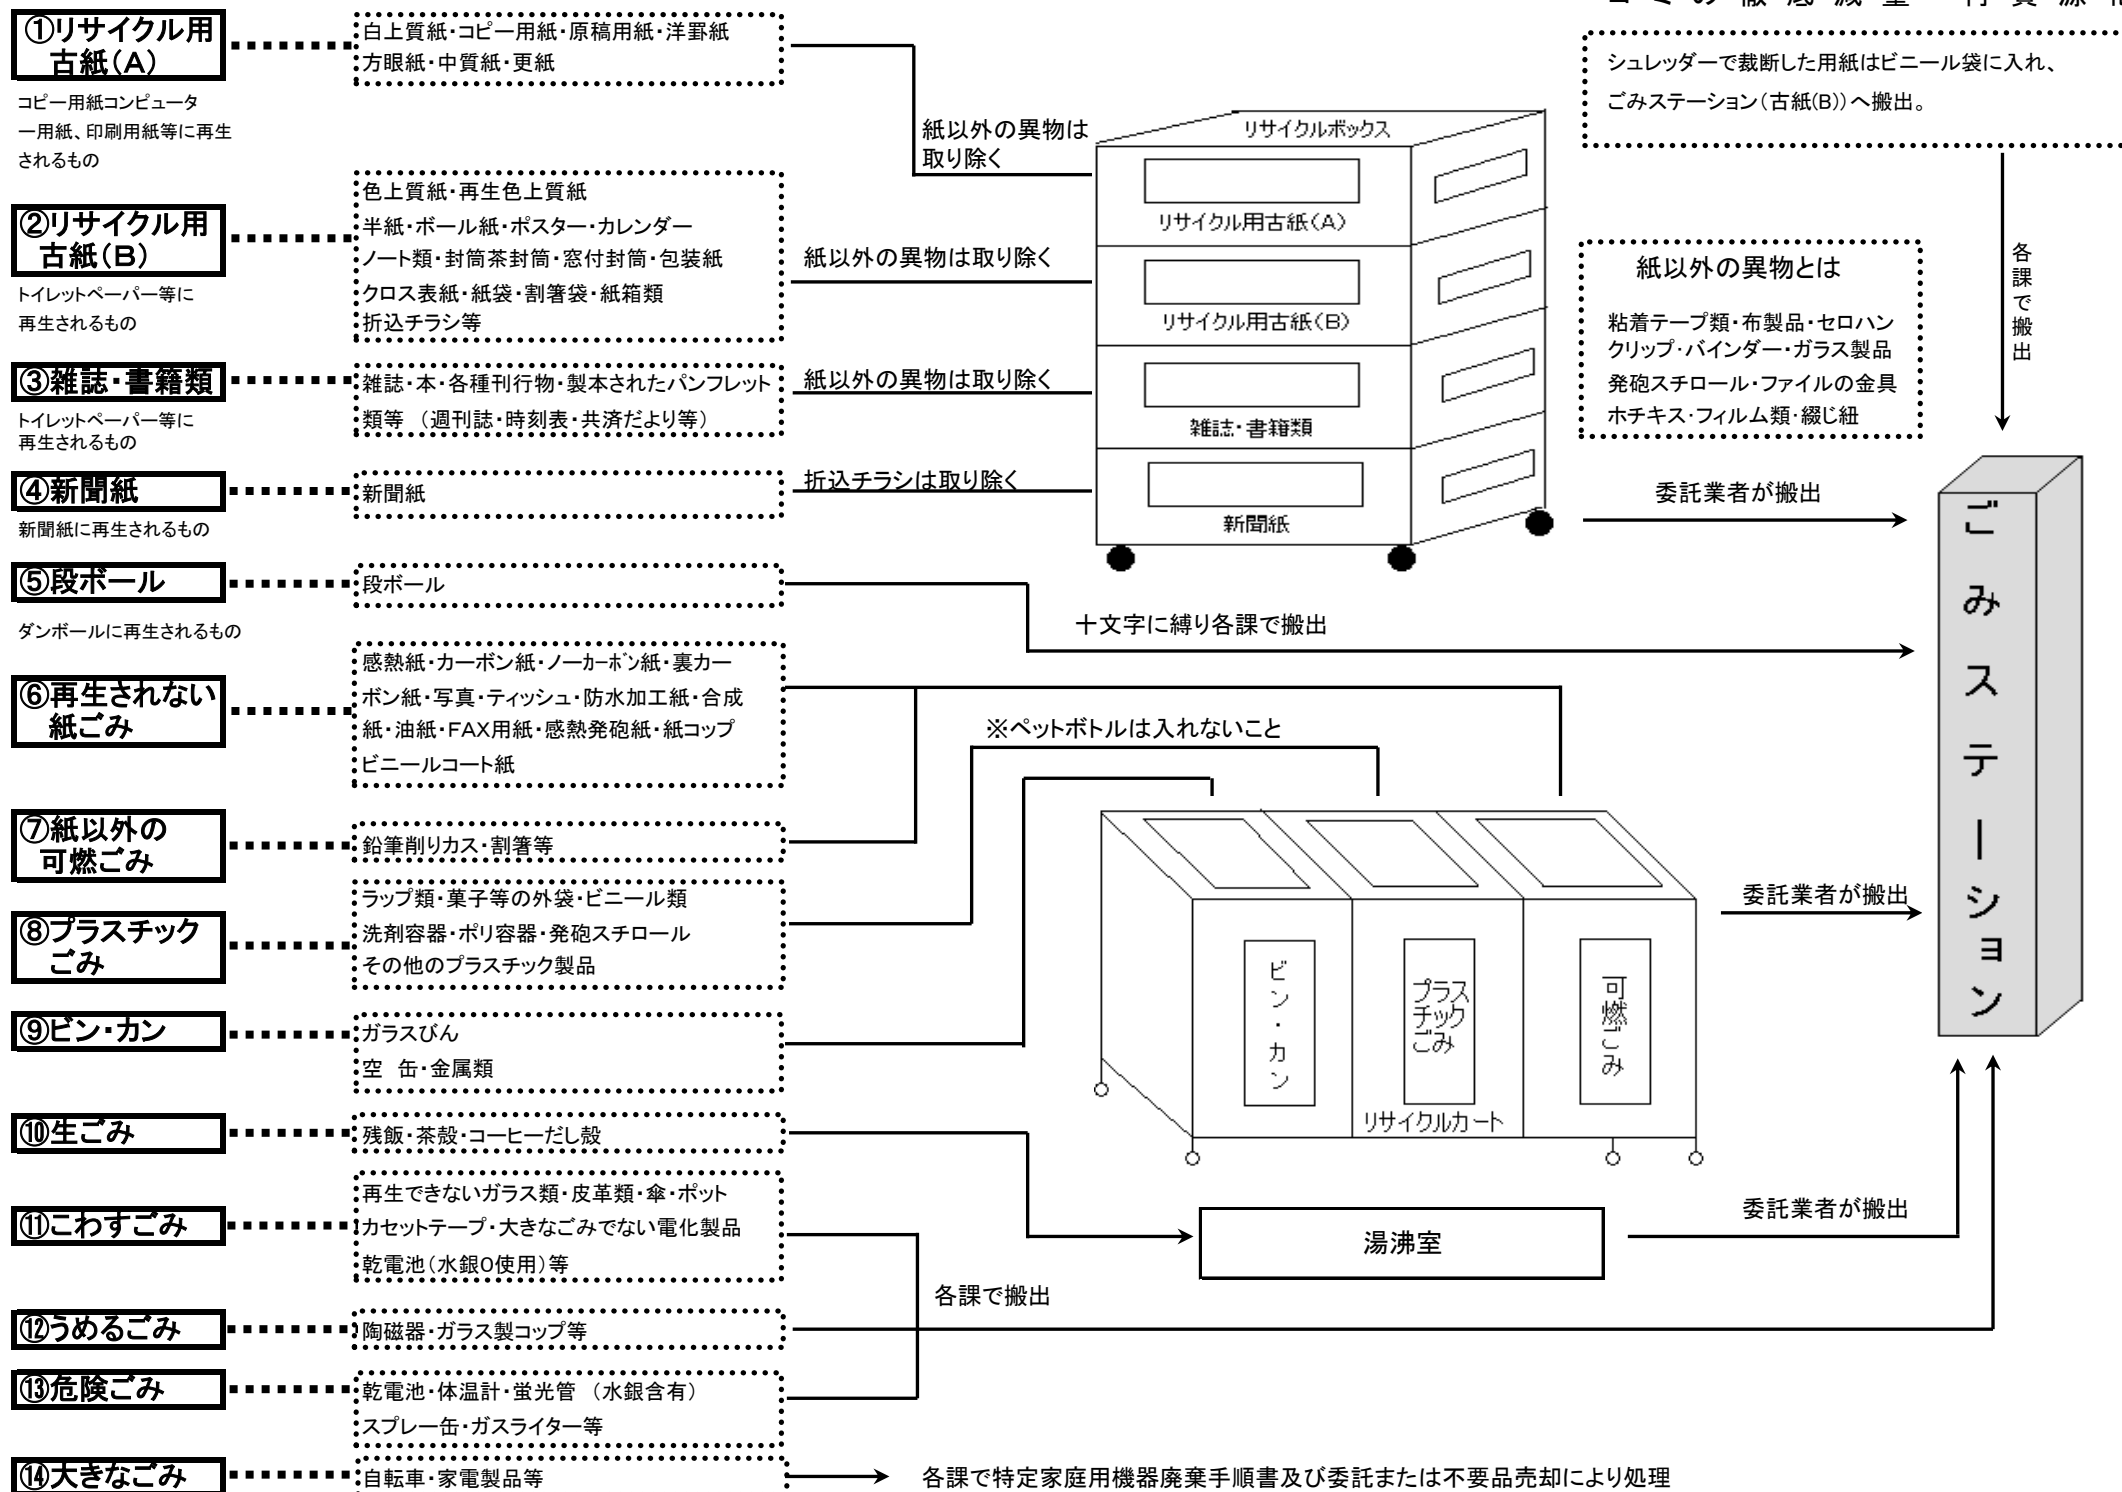 ゴミの徹底減量・再資源化
①リサイクル用
古紙(A)
コピー用紙コンピュータ
ー用紙、印刷用紙等に再生
されるもの
白上質紙・コピー用紙・原稿用紙・洋罫紙
方眼紙・中質紙・更紙
紙以外の異物は
取り除く
②リサイクル用
古紙(B)
トイレットペーパー等に
再生されるもの
色上質紙・再生色上質紙
半紙・ボール紙・ポスター・カレンダー
ノート類・封筒茶封筒・窓付封筒・包装紙
クロス表紙・紙袋・割箸袋・紙箱類
折込チラシ等
紙以外の異物は取り除く
③雑誌・書籍類
トイレットペーパー等に
再生されるもの
雑誌・本・各種刊行物・製本されたパンフレット
類等 (週刊誌・時刻表・共済だより等)
紙以外の異物は取り除く
④新聞紙
新聞紙に再生されるもの
新聞紙
折込チラシは取り除く
リサイクルボックス
リサイクル用古紙(A)
リサイクル用古紙(B)
雑誌・書籍類
新聞紙
シュレッダーで裁断した用紙はビニール袋に入れ、
ごみステーション(古紙(B))へ搬出。
各課で搬出
紙以外の異物とは
粘着テープ類・布製品・セロハン
クリップ・バインダー・ガラス製品
発砲スチロール・ファイルの金具
ホチキス・フィルム類・綴じ紐
委託業者が搬出
ごみステーション
⑤段ボール
ダンボールに再生されるもの
段ボール
十文字に縛り各課で搬出
⑥再生されない
紙ごみ
感熱紙・カーボン紙・ノーカーボン紙・裏カー
ボン紙・写真・ティッシュ・防水加工紙・合成
紙・油紙・FAX用紙・感熱発砲紙・紙コップ
ビニールコート紙
※ペットボトルは入れないこと
⑦紙以外の
可燃ごみ
鉛筆削りカス・割箸等
⑧プラスチック
ごみ
ラップ類・菓子等の外袋・ビニール類
洗剤容器・ポリ容器・発砲スチロール
その他のプラスチック製品
⑨ビン・カン
ガラスびん
空 缶・金属類
ビン・カン
プラス
チック
ごみ
可燃ごみ
リサイクルカート
委託業者が搬出
⑩生ごみ
残飯・茶殻・コーヒーだし殻
湯沸室
委託業者が搬出
⑪こわすごみ
再生できないガラス類・皮革類・傘・ポット
カセットテープ・大きなごみでない電化製品
乾電池(水銀0使用)等
各課で搬出
⑫うめるごみ
陶磁器・ガラス製コップ等
⑬危険ごみ
乾電池・体温計・蛍光管 (水銀含有)
スプレー缶・ガスライター等
⑭大きなごみ
自転車・家電製品等
各課で特定家庭用機器廃棄手順書及び委託または不要品売却により処理